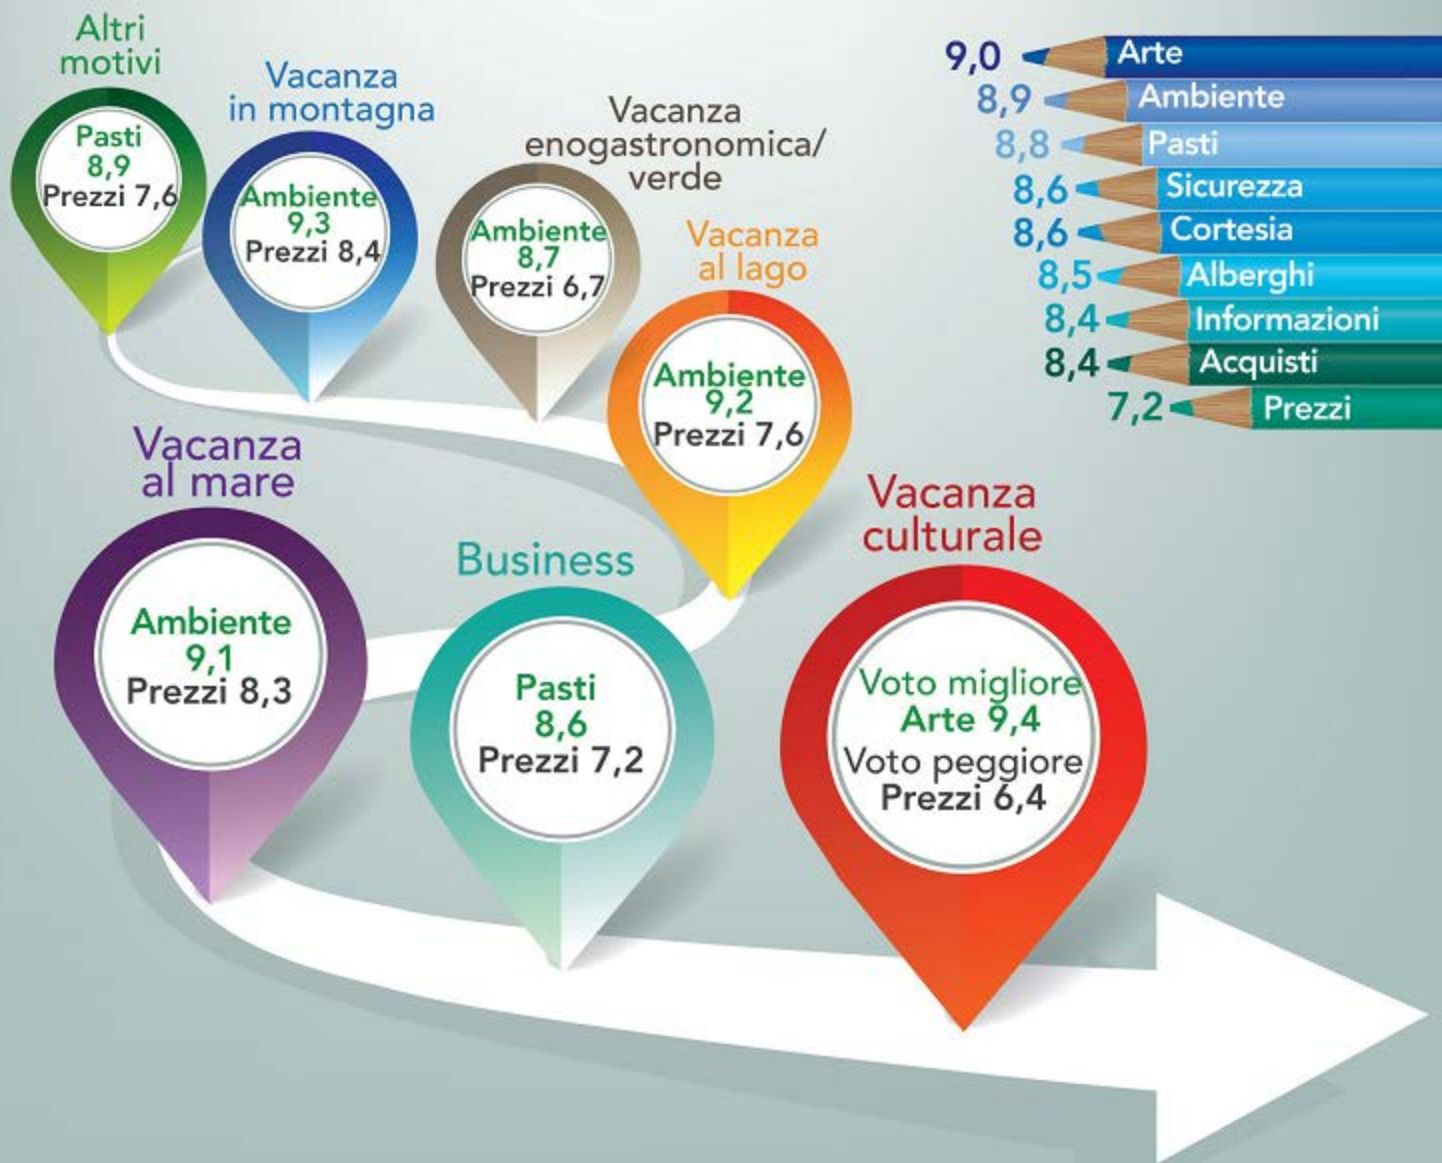 Altri
motivi
Pasti
8,9
Prezzi 7,6
Vacanza
in montagna
Ambiente
9,3
Prezzi 8,4
Vacanza
enogastronomica/
verde
Ambiente
8,7
Prezzi 6,7
Vacanza
al lago
Ambiente
9,2
Prezzi 7,6
9,0 Arte
8,9 Ambiente
8,8 Pasti
8,6 Sicurezza
8,6 Cortesia
8,5 Alberghi
8,4 Informazioni
8,4 Acquisti
7,2 Prezzi
Vacanza
al mare
Ambiente
9,1
Prezzi 8,3
Business
Pasti
8,6
Prezzi 7,2
Vacanza
culturale
Voto migliore
Arte 9,4
Voto peggiore
Prezzi 6,4